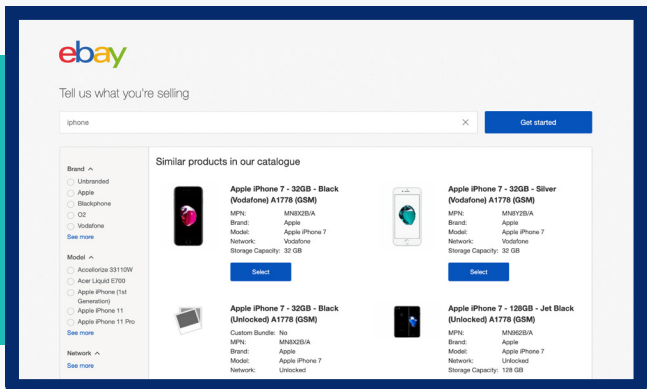 ebay
Tell us what you're selling
iphone
Get started
Brand
Unbranded
Apple
Blackphone
O2
Vodafone
See more
Model
Accellorize 33110W
Acer Liquid E700
Apple iPhone (1st
Generation)
Apple iPhone 11
Apple iPhone 11 Pro
See more
Network
See more
Similar products in our catalogue
Apple iPhone 7 - 32GB - Black
(Vodafone) A1778 (GSM)
MPN: MN8X2B/A
Brand: Apple
Model: Apple iPhone 7
Network: Vodafone
Storage Capacity: 32 GB
Select
Apple iPhone 7 - 32GB - Silver
(Vodafone) A1778 (GSM)
MPN: MN8Y2B/A
Brand: Apple
Model: Apple iPhone 7
Network: Vodafone
Storage Capacity: 32 GB
Select
Apple iPhone 7 - 32GB - Black
(Unlocked) A1778 (GSM)
Custom Bundle: No
MPN: MN8X2B/A
Brand: Apple
Model: Apple iPhone 7
Network: Unlocked
Apple iPhone 7 - 128GB - Jet Black
(Unlocked) A1778 (GSM)
MPN: MN962B/A
Brand: Apple
Model: Apple iPhone 7
Network: Unlocked
Storage Capacity: 128 GB